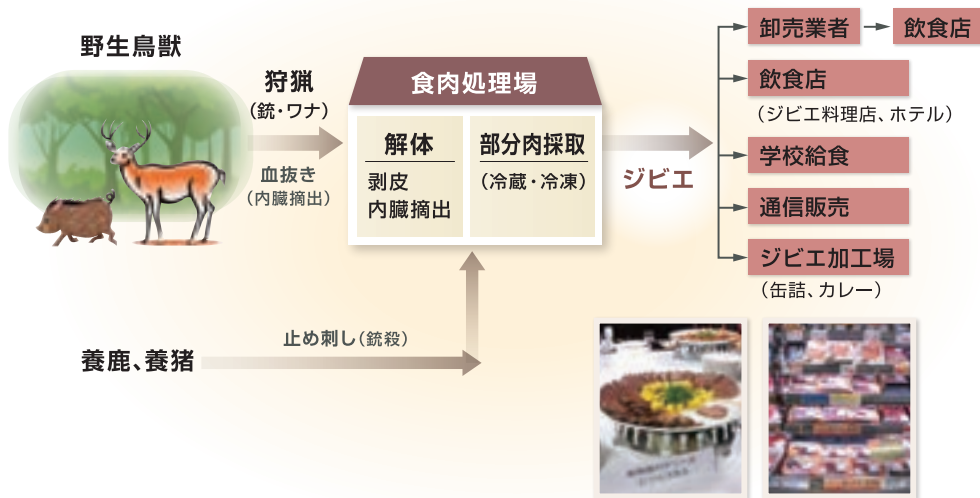 野生鳥獣
狩猟
(銃・ワナ)
血抜き
(内臓摘出)
食肉処理場
解体
剥皮
内臓摘出
部分肉採取
(冷蔵・冷凍)
ジビエ
卸売業者
飲食店
飲食店
(ジビエ料理店、ホテル)
学校給食
通信販売
ジビエ加工場
(缶詰、カレー)
養鹿、養猪
止め刺し(銃殺)